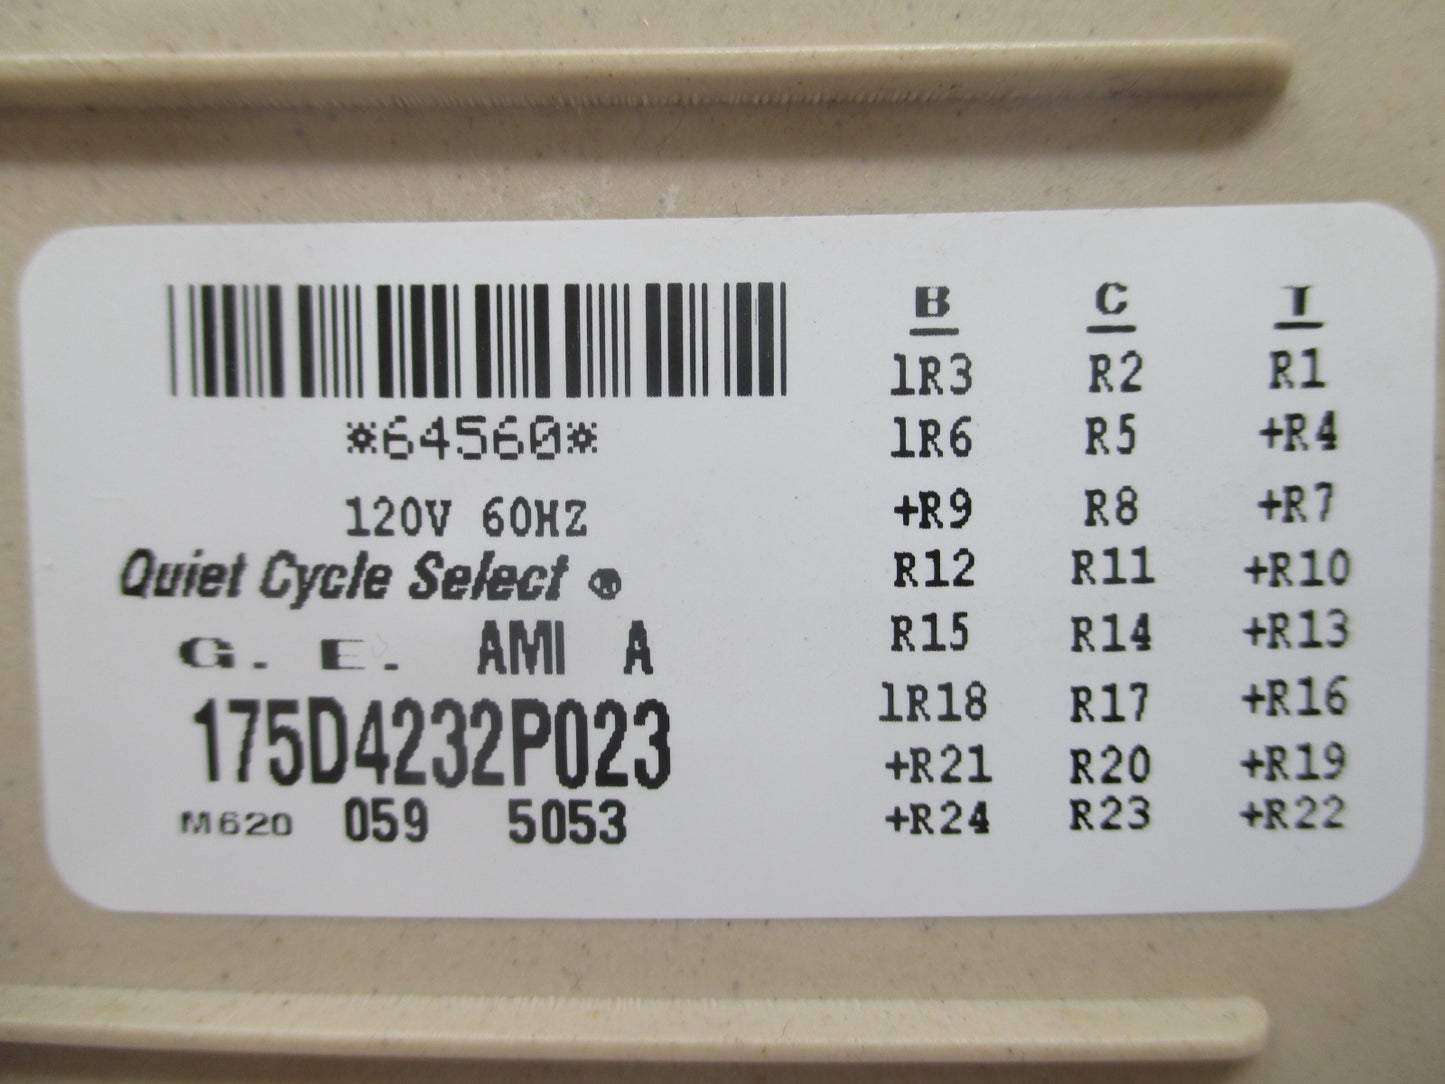 *64560*
120V 60HZ
Quiet Cycle Select
G. E. AMI A
175D4232P023
M620 059 5053
B C T
1R3 R2 R1
1R6 R5 +R4
+R9 R8 +R7
R12 R11 +R10
R15 R14 +R13
1R18 R17 +R16
+R21 R20 +R19
+R24 R23 +R22